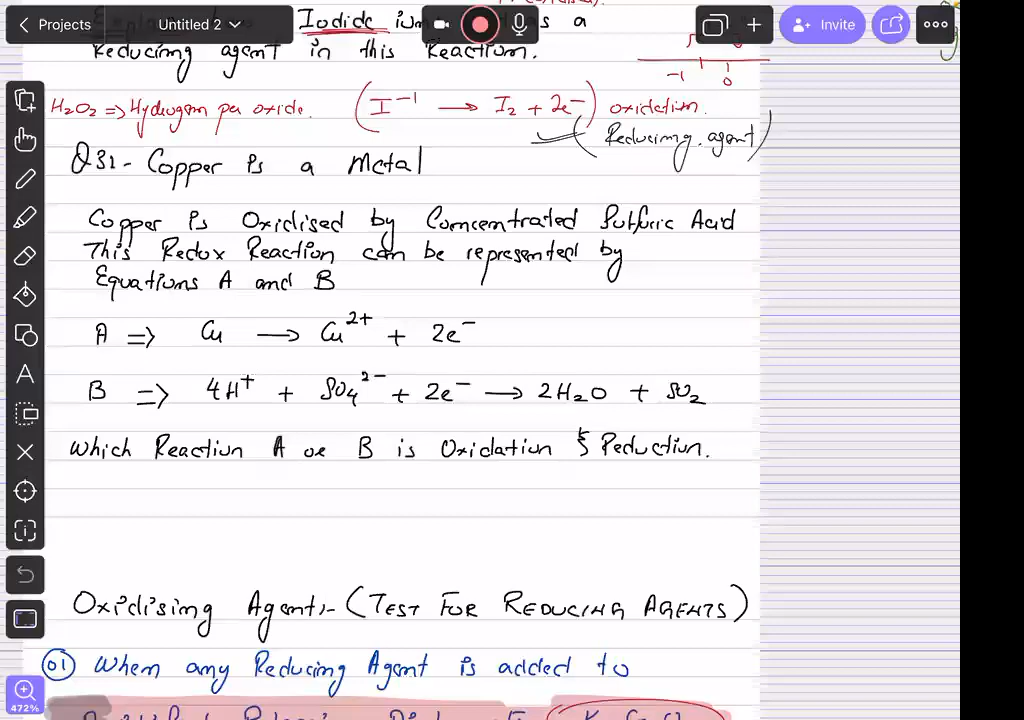 Projects Untitled 2 Iodide s a Invite
Reducing agent in this Reaction.
-1 0
H2O2 => Hydrogen per oxide. (I^-1 → I2 + 2e^-) oxidation.
(Reducing. agent)
Q31- Copper is a Metal
Copper is Oxidised by Concentrated Sulfuric Acid
This Redox Reaction can be represented by
Equations A and B
A => Cu → Cu^2+ + 2e^-
B => 4H^+ + SO4^2- + 2e^- → 2H2O + SO2
Which Reaction A or B is Oxidation & Reduction.
Oxidising Agent:- (TEST FOR REDUCING AGENTS)
01 When any Reducing Agent is added to
472%